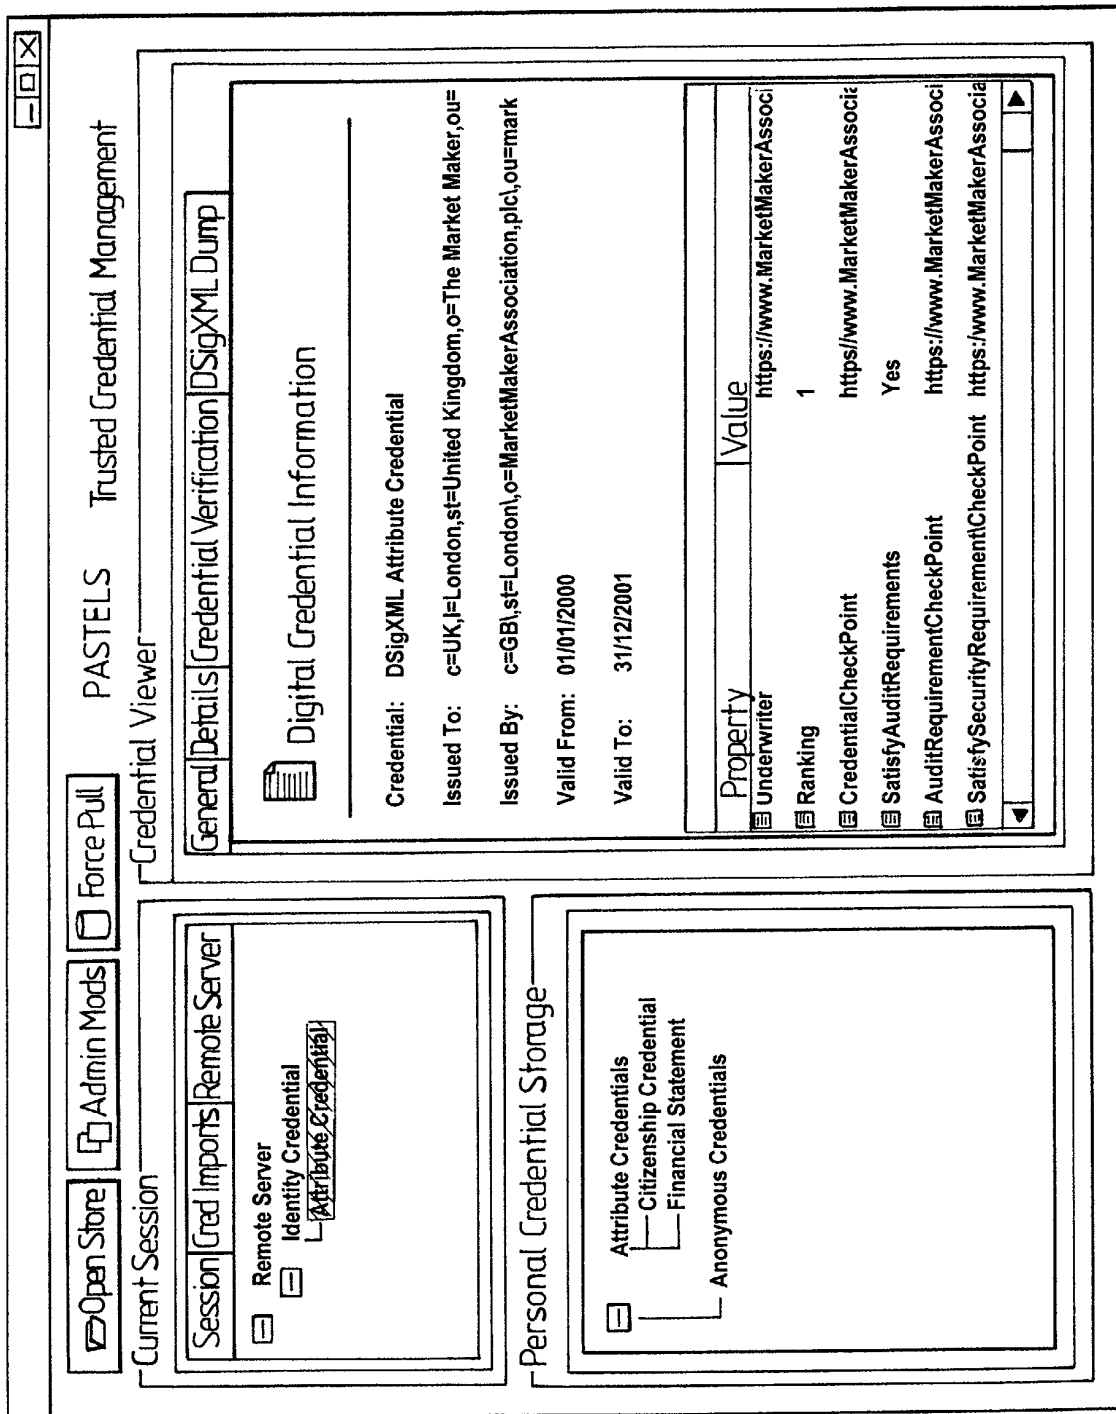 Open Store Admin Mods Force Pull PASTELS Trusted Credential Management
Current Session
Session Cred Imports Remote Server
Remote Server
Identity Credential
Attribute Credential
Personal Credential Storage
Attribute Credentials
Citizenship Credential
Financial Statement
Anonymous Credentials
Credential Viewer
General Details Credential Verification DSigXML Dump
Digital Credential Information
Credential: DSigXML Attribute Credential
Issued To: c=UK,l=London,st=United Kingdom,o=The Market Maker,ou=
Issued By: c=GB\,st=London\,o=MarketMakerAssociation,plc\,ou=mark
Valid From: 01/01/2000
Valid To: 31/12/2001
Property Value
Underwriter https://www.MarketMakerAssoci
Ranking 1
CredentialCheckPoint https//www.MarketMakerAssocia
SatisfyAuditRequirements Yes
AuditRequirementCheckPoint https://www.MarketMakerAssoci
SatisfySecurityRequirement\CheckPoint https:/www.MarketMakerAssocia